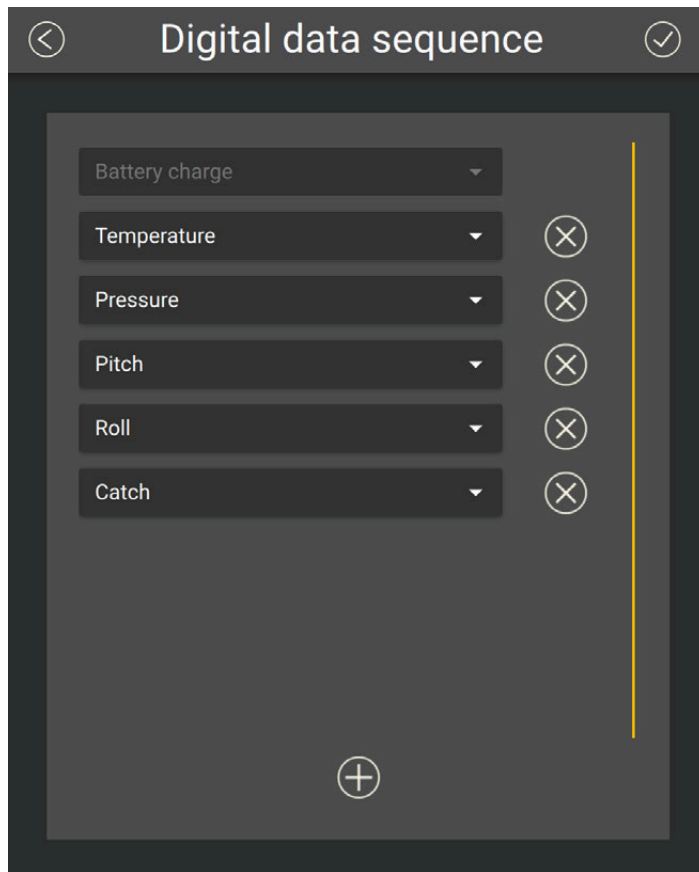 Digital data sequence
Battery charge
Temperature
Pressure
Pitch
Roll
Catch